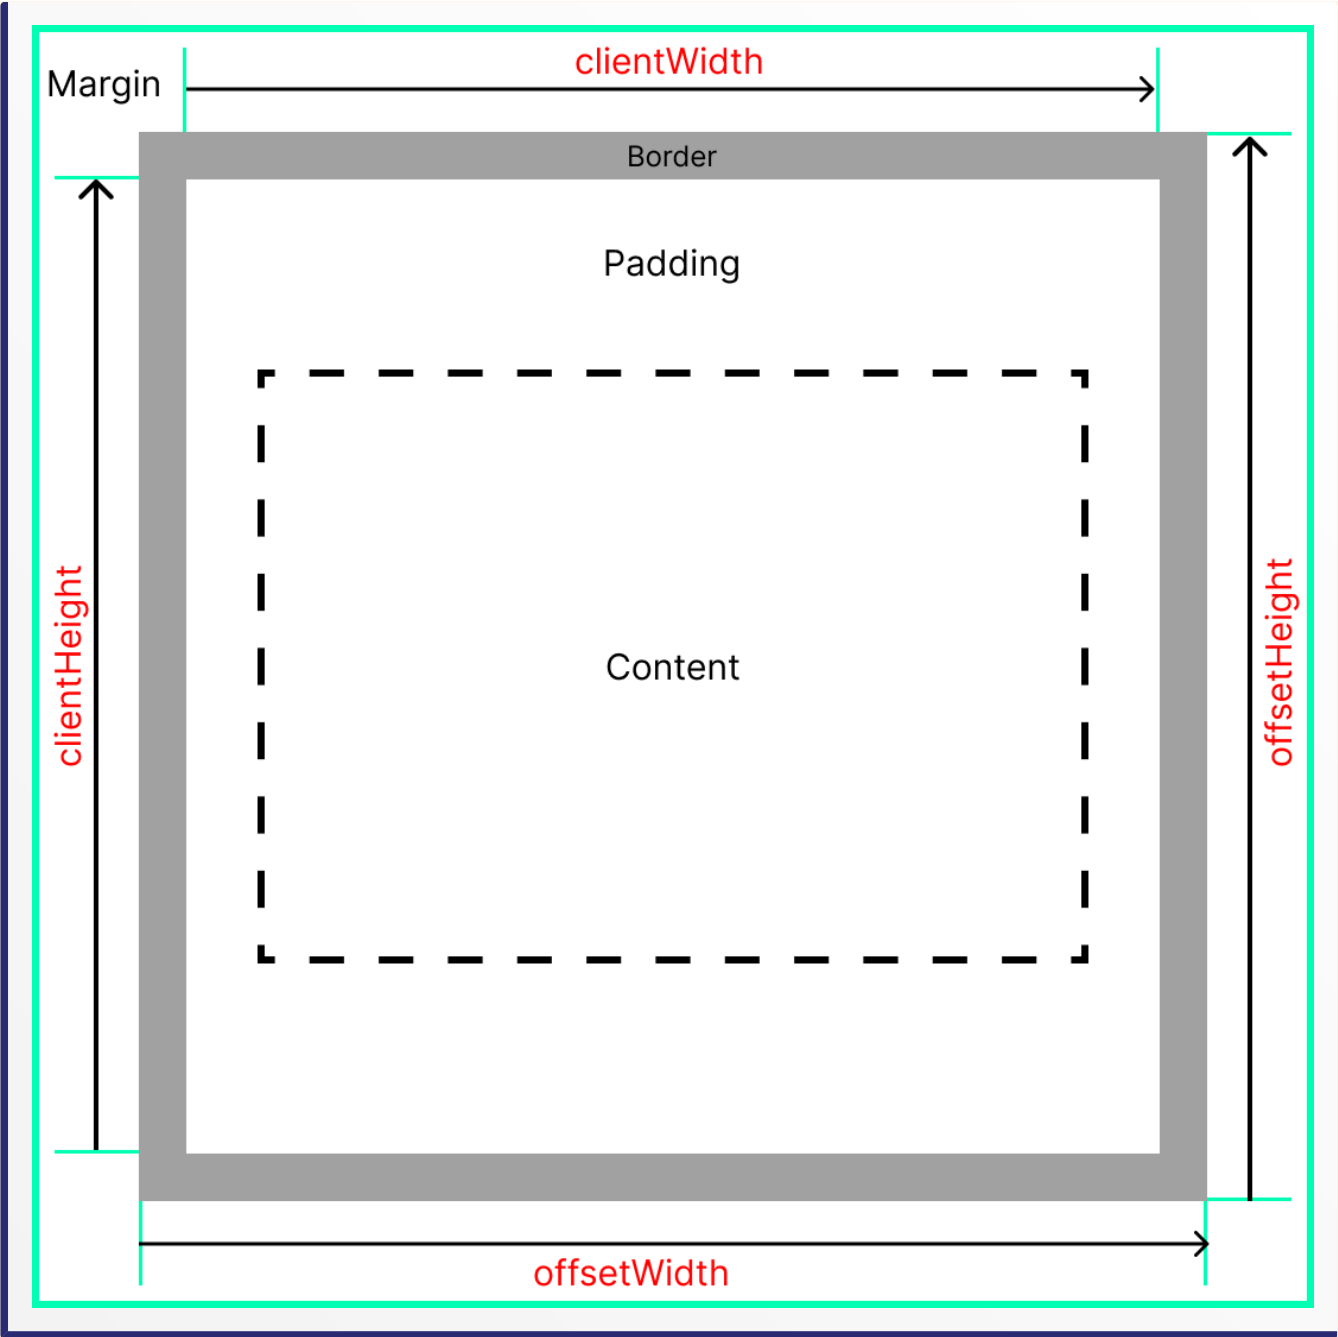 clientWidth
Margin
Border
Padding
clientHeight
Content
offsetHeight
offsetWidth